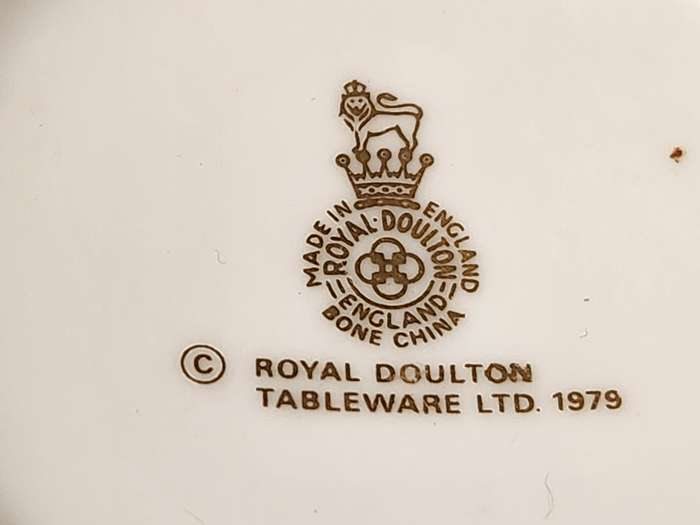 MADE IN ENGLAND
ROYAL·DOULTON
ENGLAND
BONE CHINA
© ROYAL DOULTON
TABLEWARE LTD. 1979